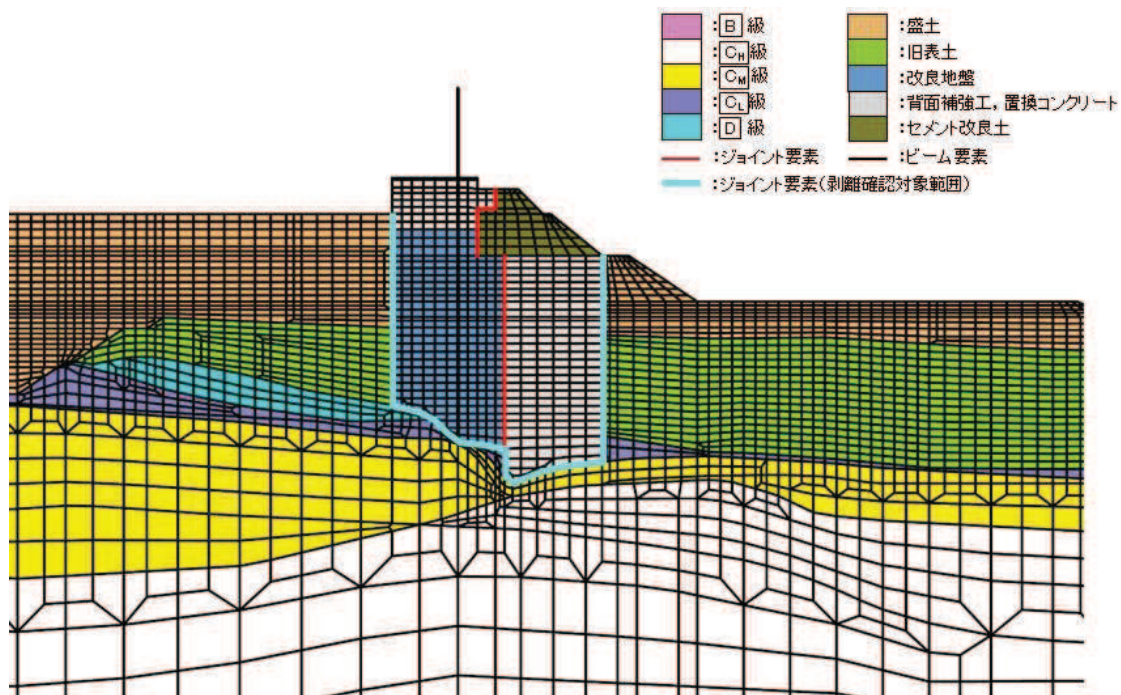 ：B級
：CH級
：CM級
：CL級
：D級
：ジョイント要素
：ジョイント要素(剥離確認対象範囲)
：盛土
：旧表土
：改良地盤
：背面補強工，置換コンクリート
：セメント改良土
：ビーム要素